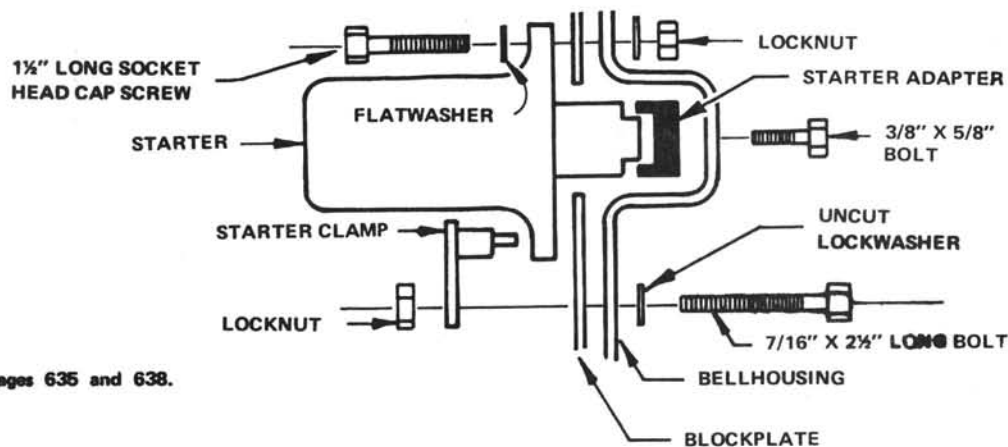 LOCKNUT
1½" LONG SOCKET
HEAD CAP SCREW
STARTER ADAPTER
FLATWASHER
3/8" X 5/8"
BOLT
STARTER
UNCUT
LOCKWASHER
STARTER CLAMP
LOCKNUT
7/16" X 2½" LONG BOLT
ages 635 and 638.
BELLHOUSING
BLOCKPLATE